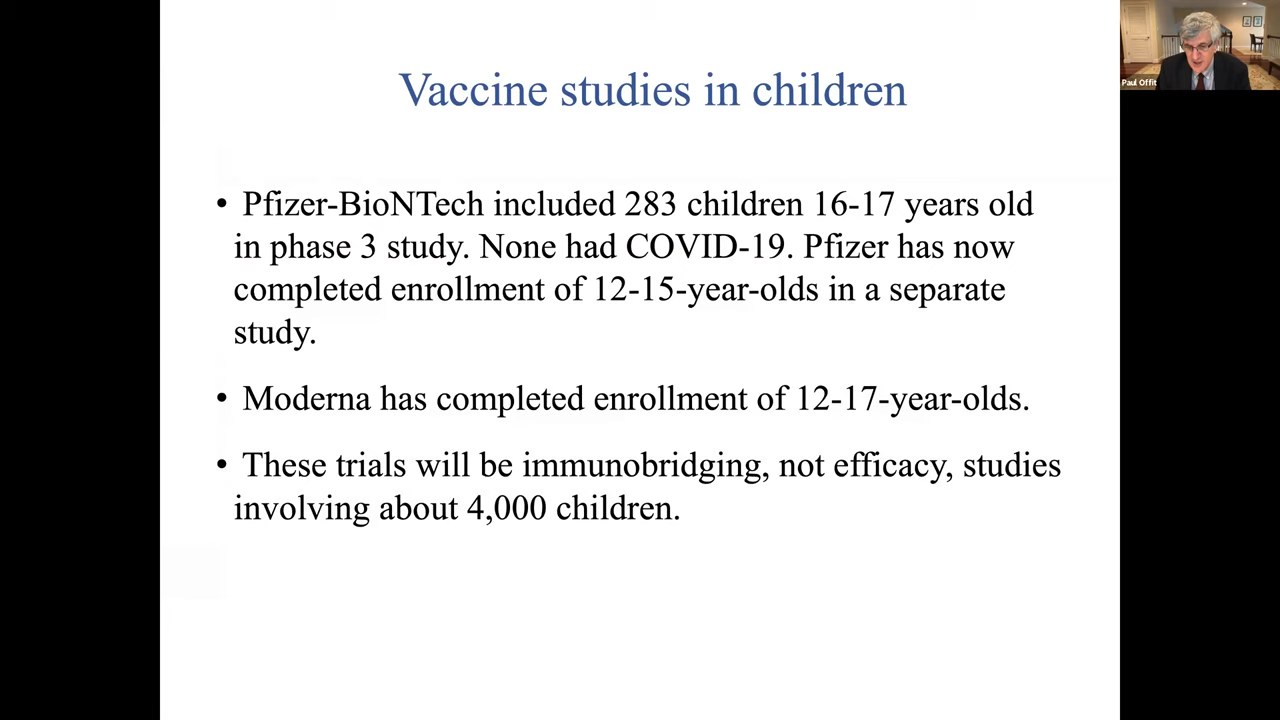 Vaccine studies in children
• Pfizer-BioNTech included 283 children 16-17 years old
in phase 3 study. None had COVID-19. Pfizer has now
completed enrollment of 12-15-year-olds in a separate
study.
• Moderna has completed enrollment of 12-17-year-olds.
• These trials will be immunobridging, not efficacy, studies
involving about 4,000 children.
Paul Offit